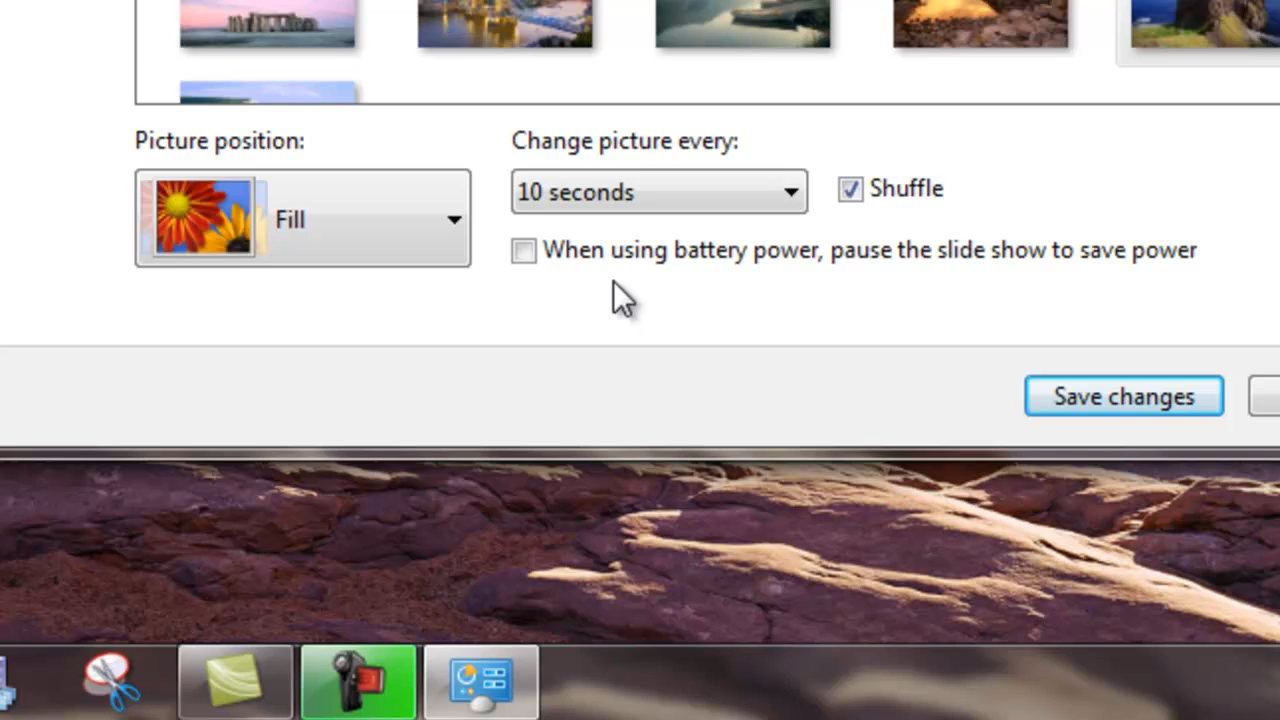 Picture position:
Change picture every:
Fill
10 seconds
Shuffle
When using battery power, pause the slide show to save power
Save changes